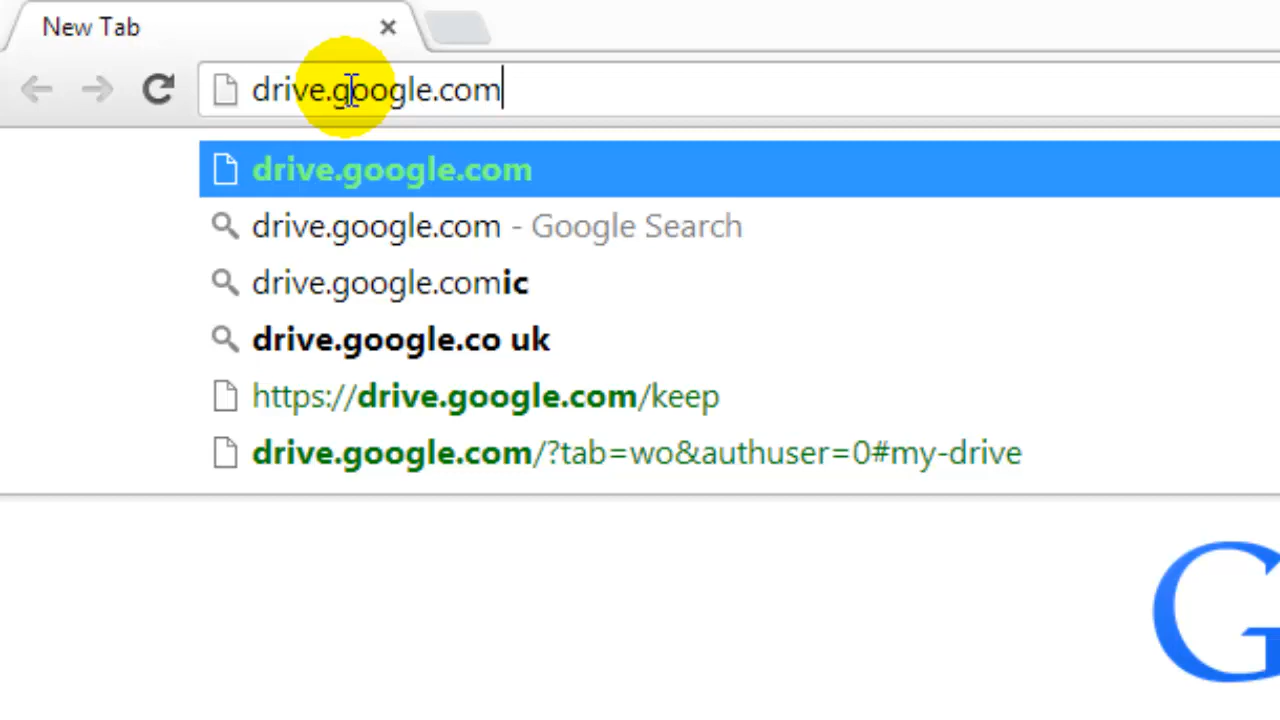 New Tab
drive.google.com
drive.google.com
drive.google.com - Google Search
drive.google.comic
drive.google.co uk
https://drive.google.com/keep
drive.google.com/?tab=wo&authuser=0#my-drive
G